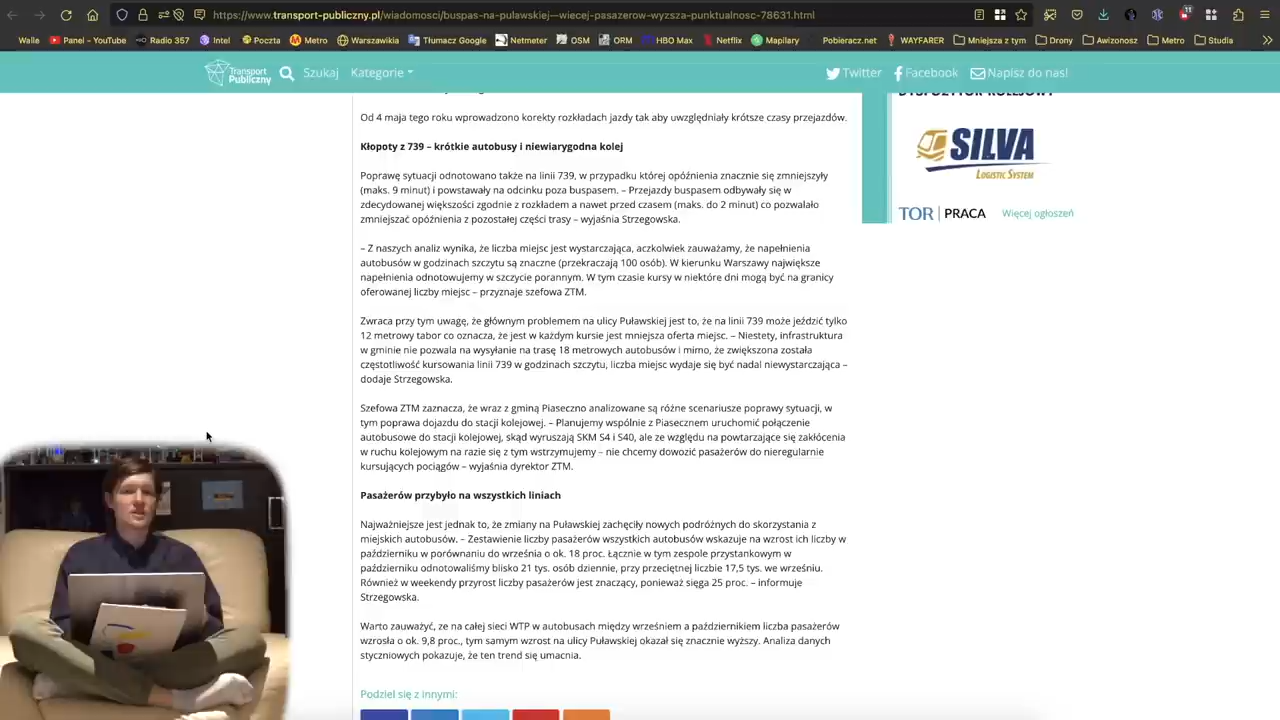 https://www.transport-publiczny.pl/wiadomosci/wiecej-pasazerow-wieksza-punktualnosc-78631.html
11
Walle
Panel – YouTube
Radio 357
Intel
Poczta
Metro
Warszawika
Tłumacz Google
Netmeter
OSM
ORM
HBO Max
Netflix
Mapilary
Pobieracz.net
WAYFARER
Mniejsza z tym
Drony
Awizonosz
Metro
Studia
Transport Publiczny
Szukaj
Kategorie
Twitter
Facebook
Napisz do nas!
Od 4 maja tego roku wprowadzono korekty rozkładach jazdy tak aby uwzględniały krótsze czasy przejazdów.
Kłopoty z 739 – krótkie autobusy i niewiarygodna kolej
Poprawę sytuacji odnotowano także na linii 739, w przypadku której opóźnienia znacznie się zmniejszyły
(maks. 9 minut) i powstawały na odcinku poza buspasem. – Przejazdy buspasem odbywały się w
zdecydowanej większości zgodnie z rozkładem a nawet przed czasem (maks. do 2 minut) co pozwalało
zmniejszać opóźnienia z pozostałej części trasy – wyjaśnia Strzegowska.
– Z naszych analiz wynika, że liczba miejsc jest wystarczająca, aczkolwiek zauważamy, że napełnienia
autobusów w godzinach szczytu są znaczne (przekraczają 100 osób). W kierunku Warszawy największe
napełnienia odnotowujemy w szczycie porannym. W tym czasie kursy w niektóre dni mogą być na granicy
oferowanej liczby miejsc – przyznaje szefowa ZTM.
Zwraca przy tym uwagę, że głównym problemem na ulicy Puławskiej jest to, że na linii 739 może jeździć tylko
12 metrowy tabor co oznacza, że jest w każdym kursie jest mniejsza oferta miejsc. – Niestety, infrastruktura
w gminie nie pozwala na wysyłanie na trasę 18 metrowych autobusów i mimo, że zwiększona została
częstotliwość kursowania linii 739 w godzinach szczytu, liczba miejsc wydaje się być nadal niewystarczająca –
dodaje Strzegowska.
Szefowa ZTM zaznacza, że wraz z gminą Piaseczno analizowane są różne scenariusze poprawy sytuacji, w
tym poprawa dojazdu do stacji kolejowej. – Planujemy wspólnie z Piasecznem uruchomić połączenie
autobusowe do stacji kolejowej, skąd wyruszają SKM S4 i S40, ale ze względu na powtarzające się zakłócenia
w ruchu kolejowym na razie się z tym wstrzymujemy – nie chcemy dowozić pasażerów do nieregularnie
kursujących pociągów – wyjaśnia dyrektor ZTM.
Pasażerów przybyło na wszystkich liniach
Najważniejsze jest jednak to, że zmiany na Puławskiej zachęciły nowych podróżnych do skorzystania z
miejskich autobusów. – Zestawienie liczby pasażerów wszystkich autobusów wskazuje na wzrost ich liczby w
październiku w porównaniu do września o ok. 18 proc. Łącznie w tym zespole przystankowym w
październiku odnotowaliśmy blisko 21 tys. osób dziennie, przy przeciętnej liczbie 17,5 tys. we wrześniu.
Również w weekendy przyrost liczby pasażerów jest znaczący, ponieważ sięga 25 proc. – informuje
Strzegowska.
Warto zauważyć, ze na całej sieci WTP w autobusach między wrześniem a październikiem liczba pasażerów
wzrosła o ok. 9,8 proc., tym samym wzrost na ulicy Puławskiej okazał się znacznie wyższy. Analiza danych
styczniowych pokazuje, że ten trend się umacnia.
Podziel się z innymi:
DYSPOZYTOR KOLEJOWY
SILVA
LOGISTIC SYSTEM
TOR | PRACA
Więcej ogłoszeń